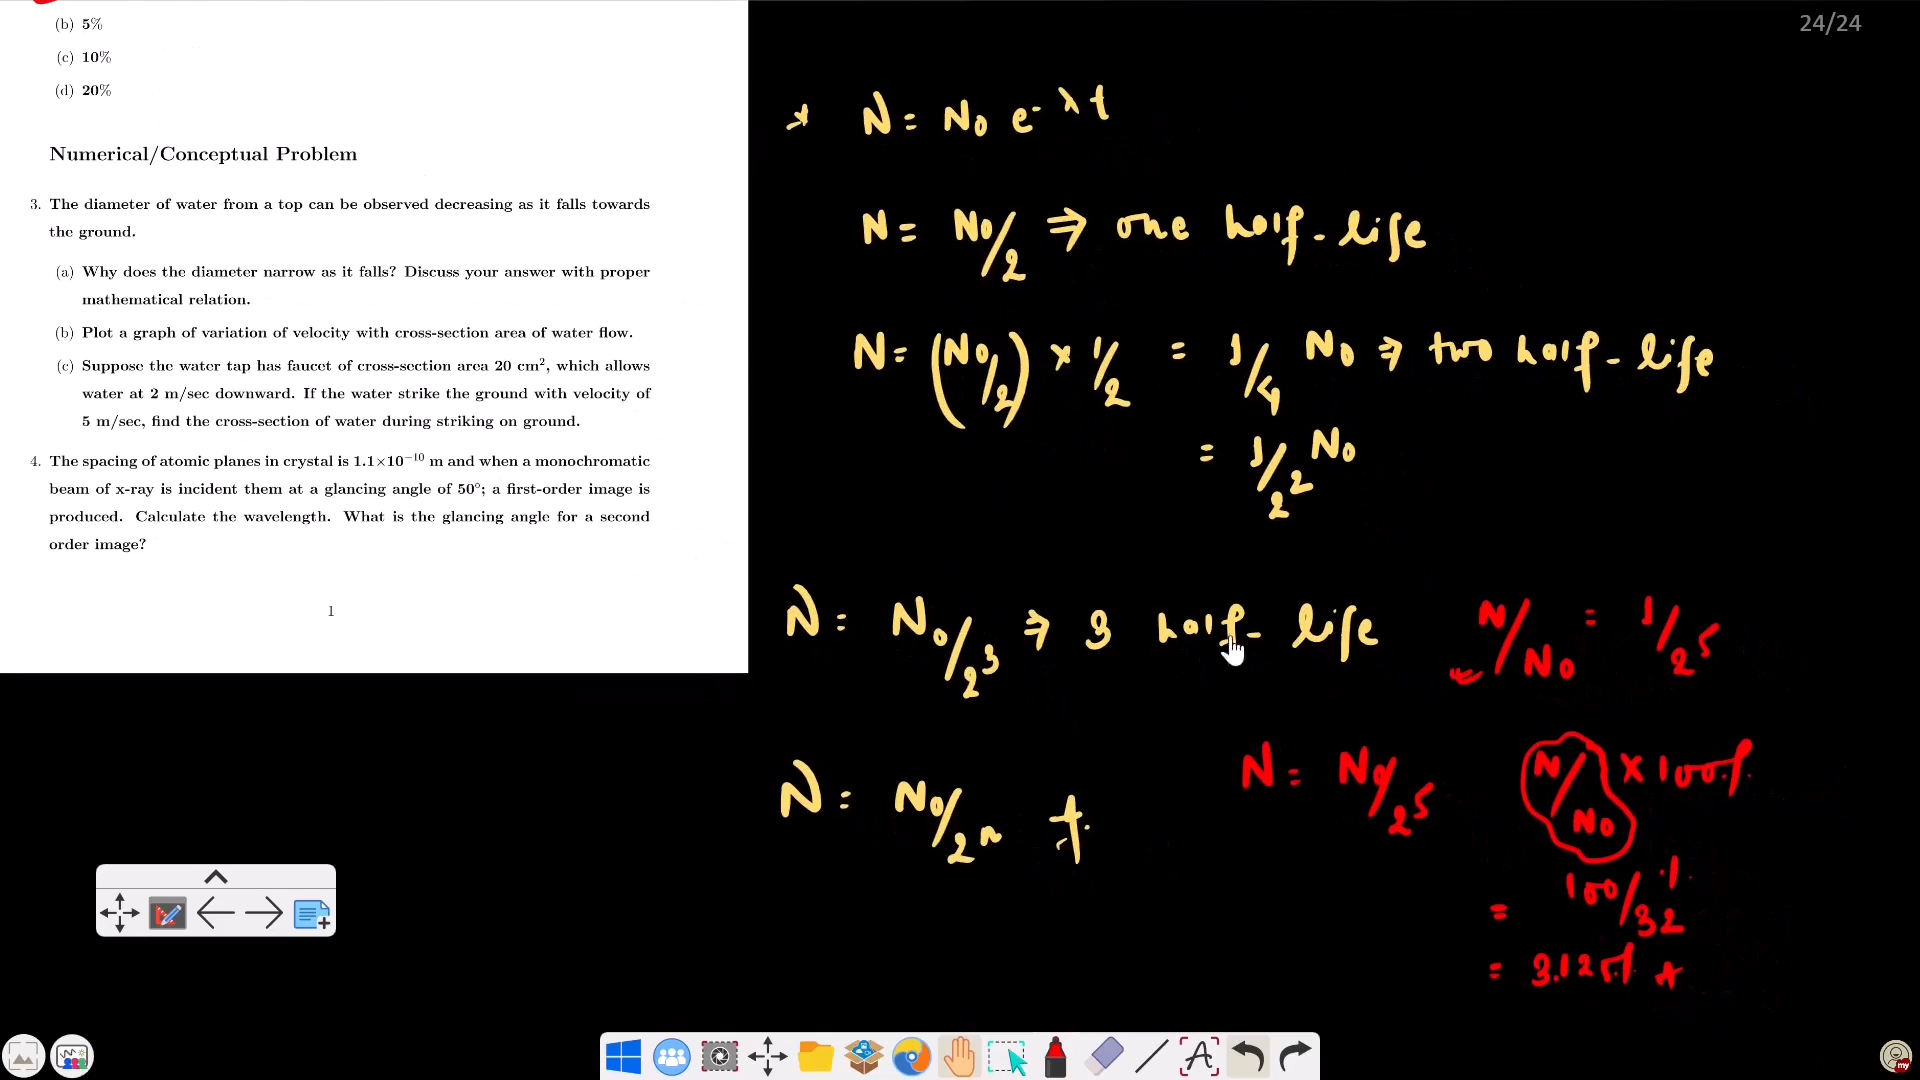 24/24
(b) 5%
(c) 10%
(d) 20%
Numerical/Conceptual Problem
3. The diameter of water from a top can be observed decreasing as it falls towards
the ground.
(a) Why does the diameter narrow as it falls? Discuss your answer with proper
mathematical relation.
(b) Plot a graph of variation of velocity with cross-section area of water flow.
(c) Suppose the water tap has faucet of cross-section area 20 cm², which allows
water at 2 m/sec downward. If the water strike the ground with velocity of
5 m/sec, find the cross-section of water during striking on ground.
4. The spacing of atomic planes in crystal is 1.1×10⁻¹⁰ m and when a monochromatic
beam of x-ray is incident them at a glancing angle of 50°; a first-order image is
produced. Calculate the wavelength. What is the glancing angle for a second
order image?
1
* N = N₀ e^-λt
N = N₀/2 ⇒ one half-life
N = (N₀/2) × 1/2 = 1/4 N₀ ⇒ two half-life
= 1/2² N₀
N = N₀/2³ ⇒ 3 half-life
N = N₀/2ⁿ
N/N₀ = 1/2⁵
N = N₀/2⁵
N/N₀ × 100%
= 100/32 %
= 3.125%
my